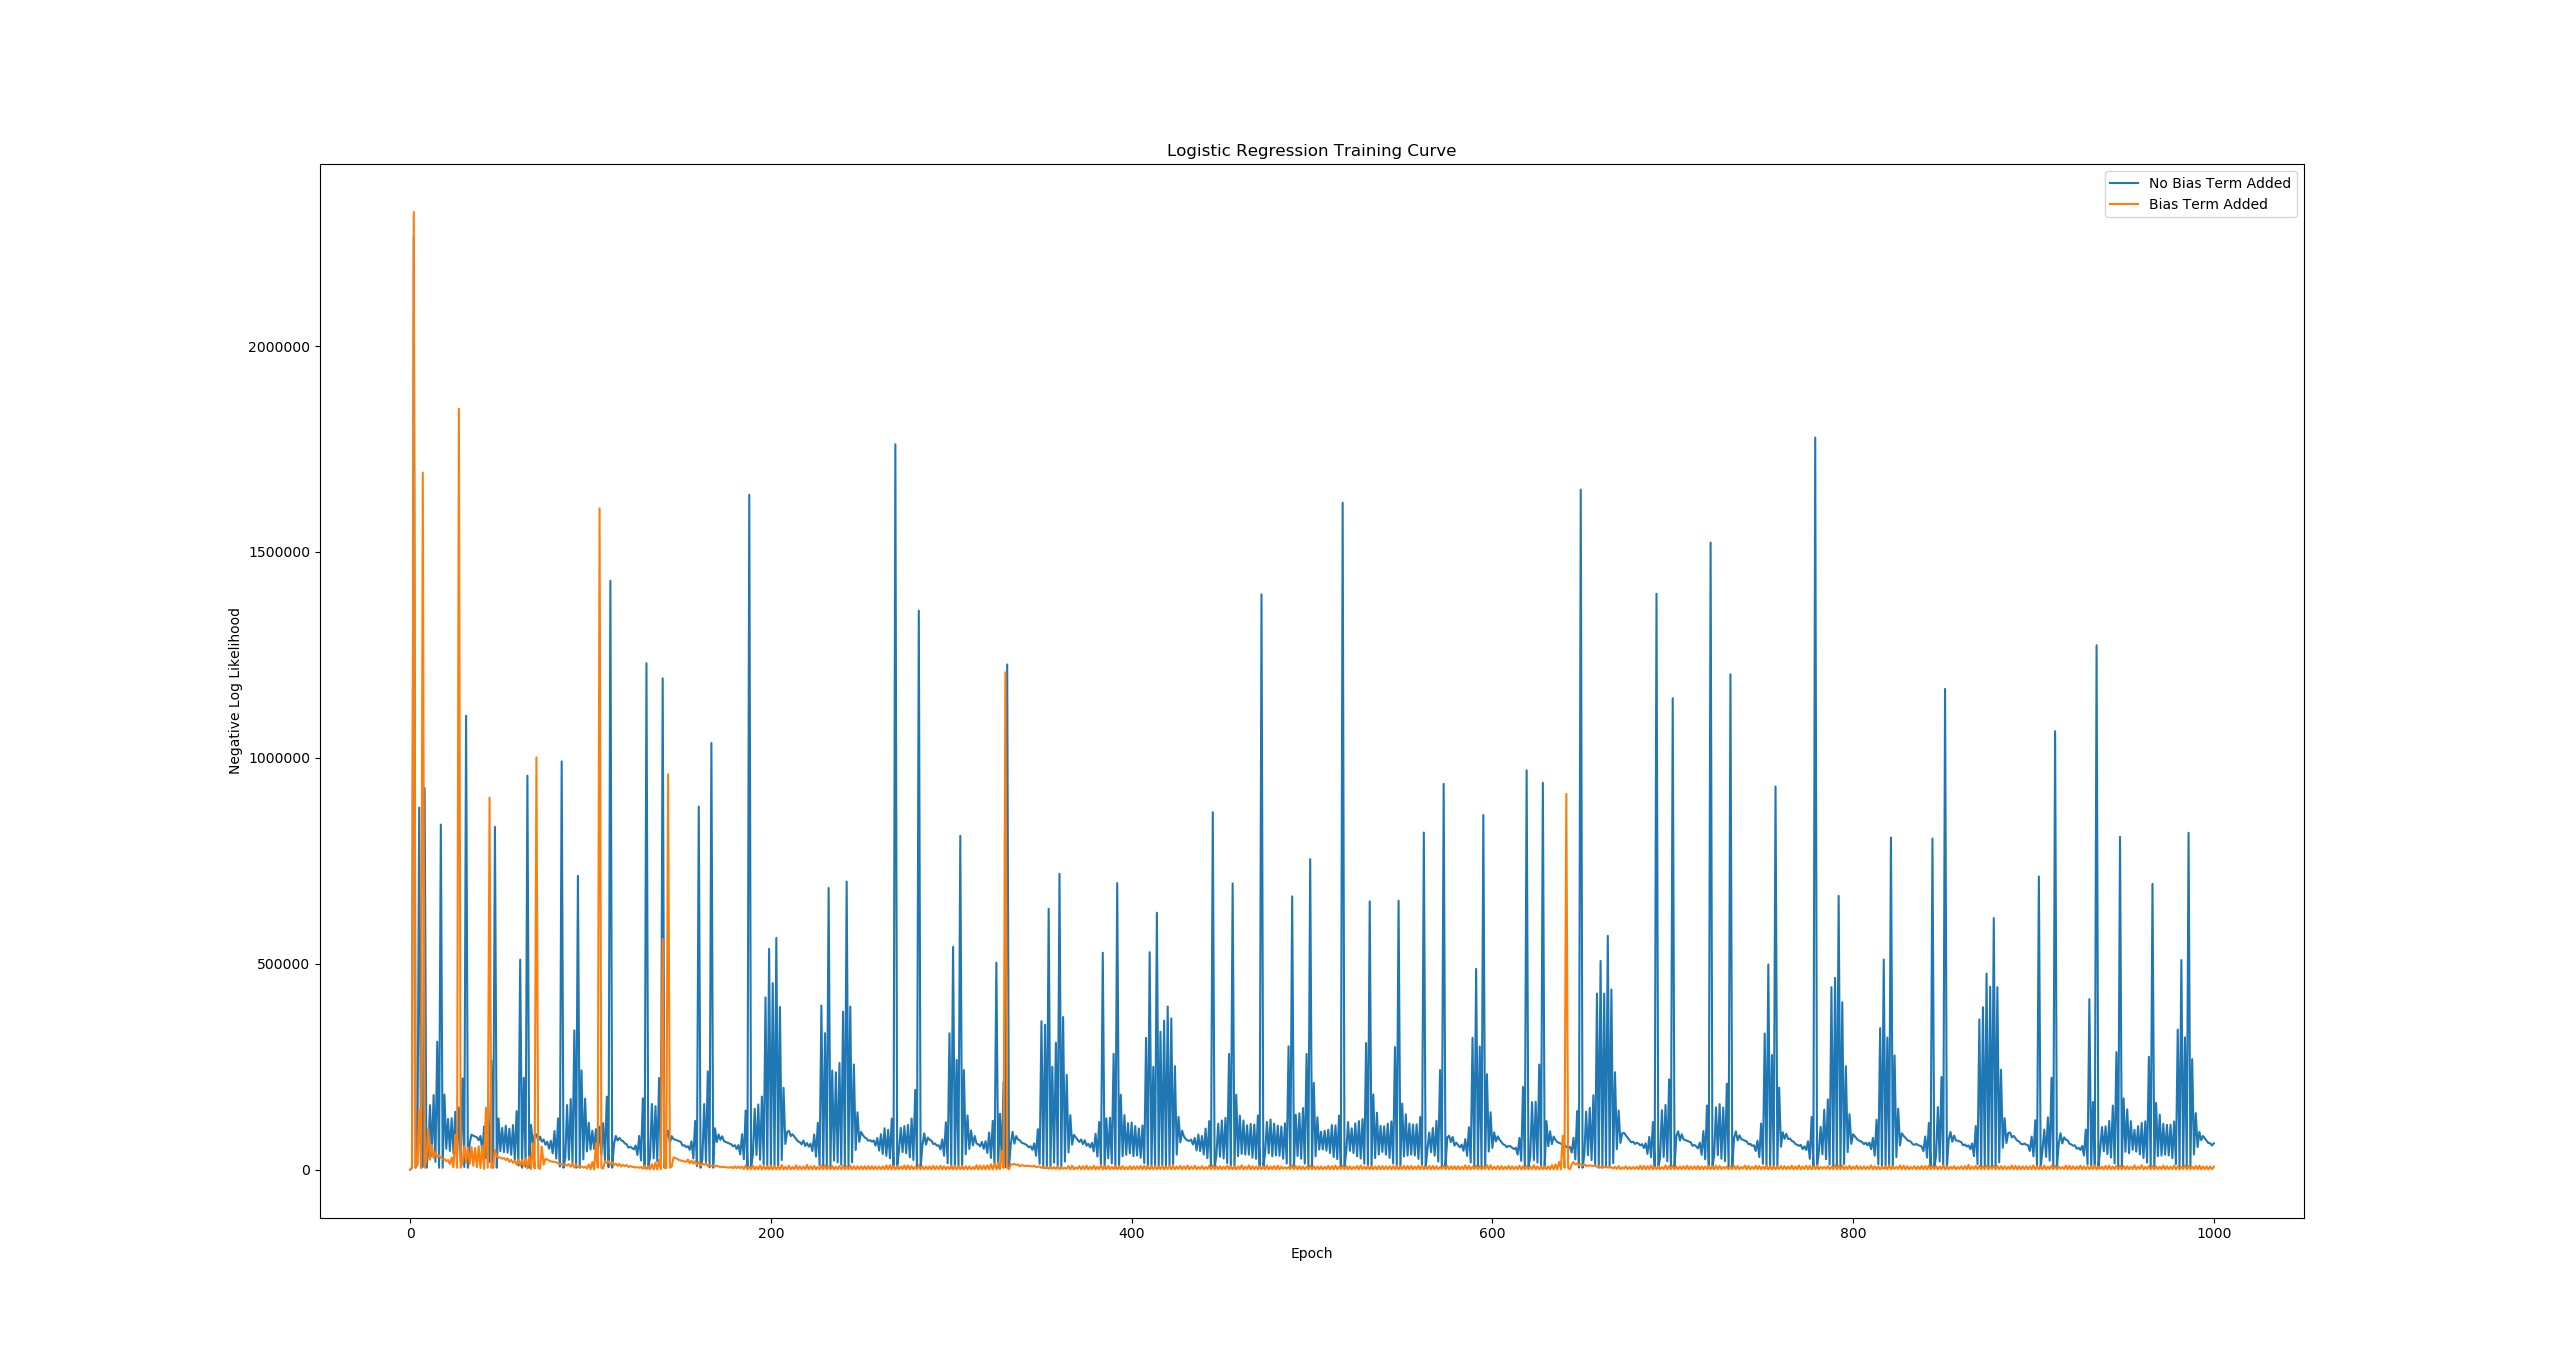 Logistic Regression Training Curve
No Bias Term Added
Bias Term Added
Negative Log Likelihood
2000000
1500000
1000000
500000
0
0
200
400
600
800
1000
Epoch